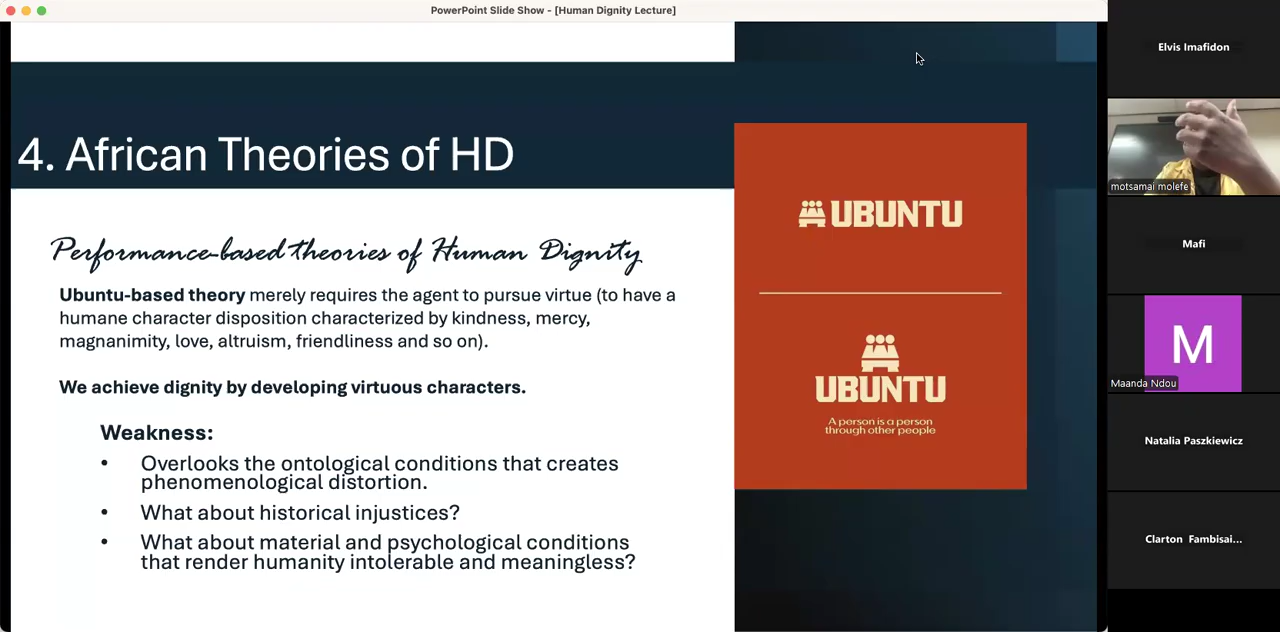 PowerPoint Slide Show - [Human Dignity Lecture]
4. African Theories of HD
Performance-based theories of Human Dignity
Ubuntu-based theory merely requires the agent to pursue virtue (to have a
humane character disposition characterized by kindness, mercy,
magnanimity, love, altruism, friendliness and so on).
We achieve dignity by developing virtuous characters.
Weakness:
• Overlooks the ontological conditions that creates
phenomenological distortion.
• What about historical injustices?
• What about material and psychological conditions
that render humanity intolerable and meaningless?
UBUNTU
UBUNTU
A person is a person
through other people
Elvis Imafidon
motsamai molefe
Mafi
M
Maanda Ndou
Natalia Paszkiewicz
Clarton Fambisai...